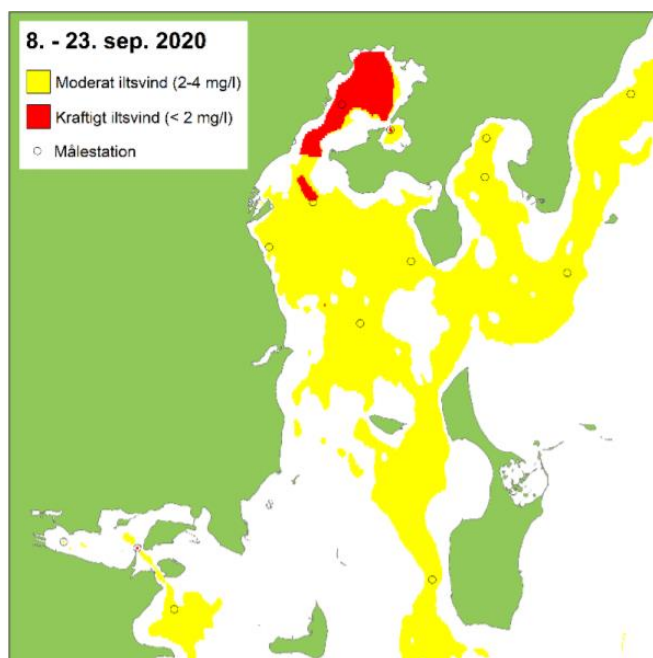 8. - 23. sep. 2020
Moderat iltsvind (2-4 mg/l)
Kraftigt iltsvind (< 2 mg/l)
Målestation